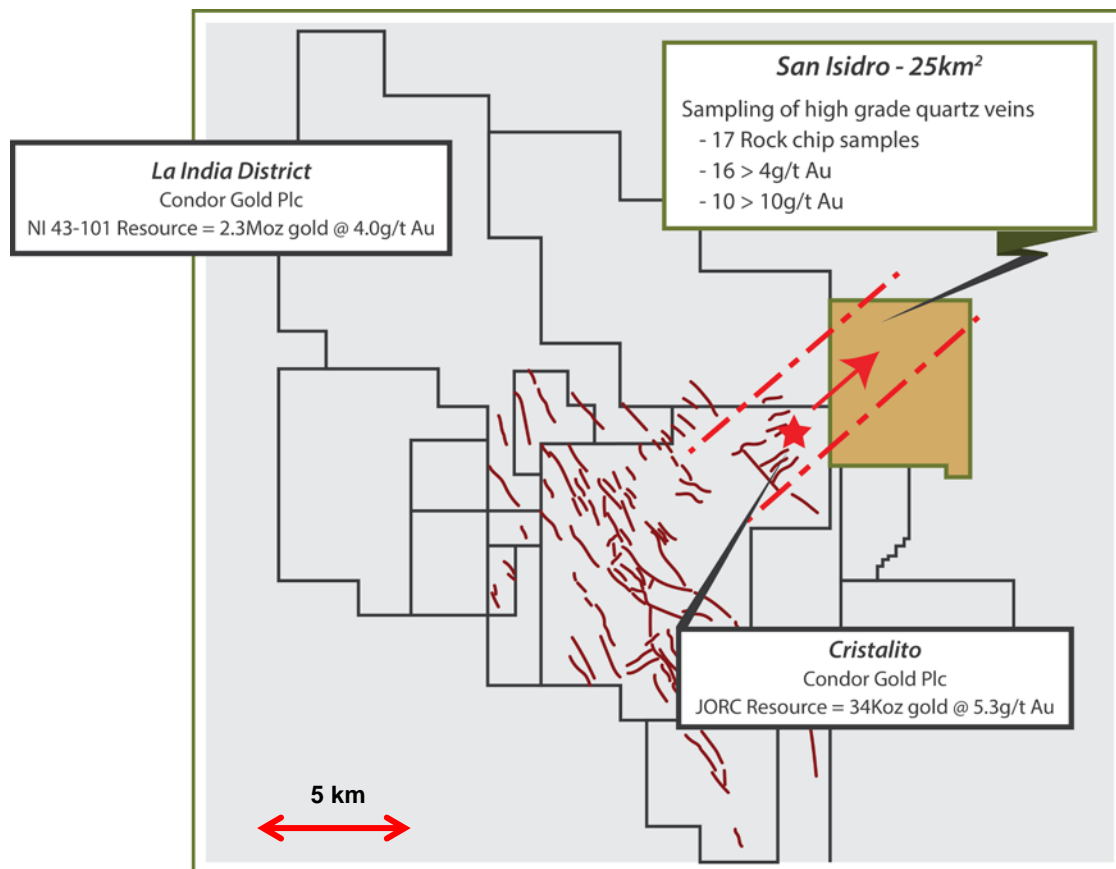 San Isidro - 25km²
Sampling of high grade quartz veins
- 17 Rock chip samples
- 16 > 4g/t Au
- 10 > 10g/t Au
La India District
Condor Gold Plc
NI 43-101 Resource = 2.3Moz gold @ 4.0g/t Au
Cristalito
Condor Gold Plc
JORC Resource = 34Koz gold @ 5.3g/t Au
5 km